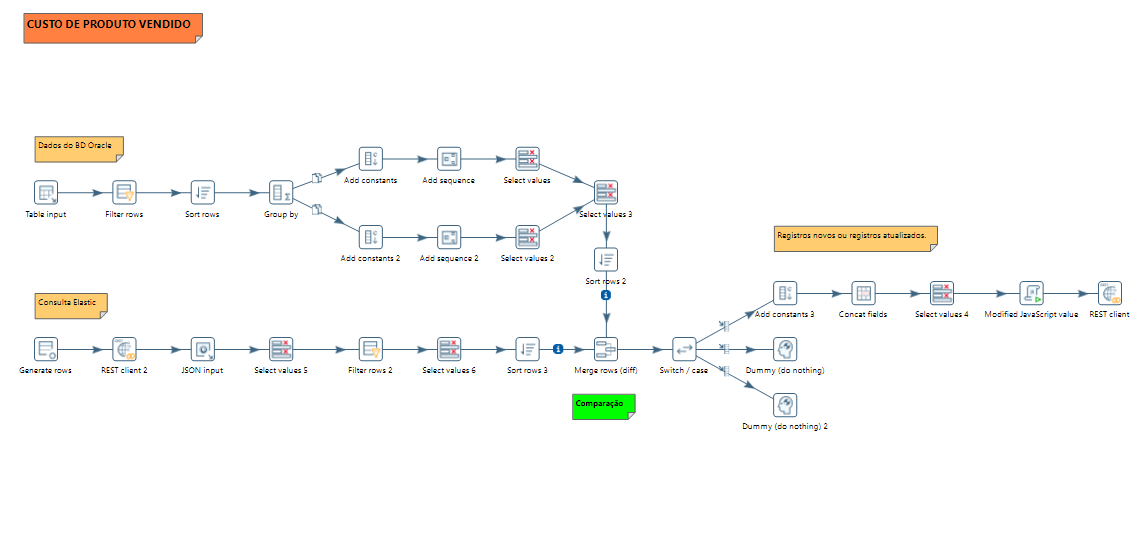 CUSTO DE PRODUTO VENDIDO
Dados do BD Oracle
Add constants
Add sequence
Select values
Table input
Filter rows
Sort rows
Group by
Select values 3
Registros novos ou registros atualizados.
Add constants 2
Add sequence 2
Select values 2
Sort rows 2
Consulta Elastic
Add constants 3
Concat fields
Select values 4
Modified JavaScript value
REST client
Generate rows
REST client 2
JSON input
Select values 5
Filter rows 2
Select values 6
Sort rows 3
Merge rows (diff)
Switch / case
Dummy (do nothing)
Comparação
Dummy (do nothing) 2